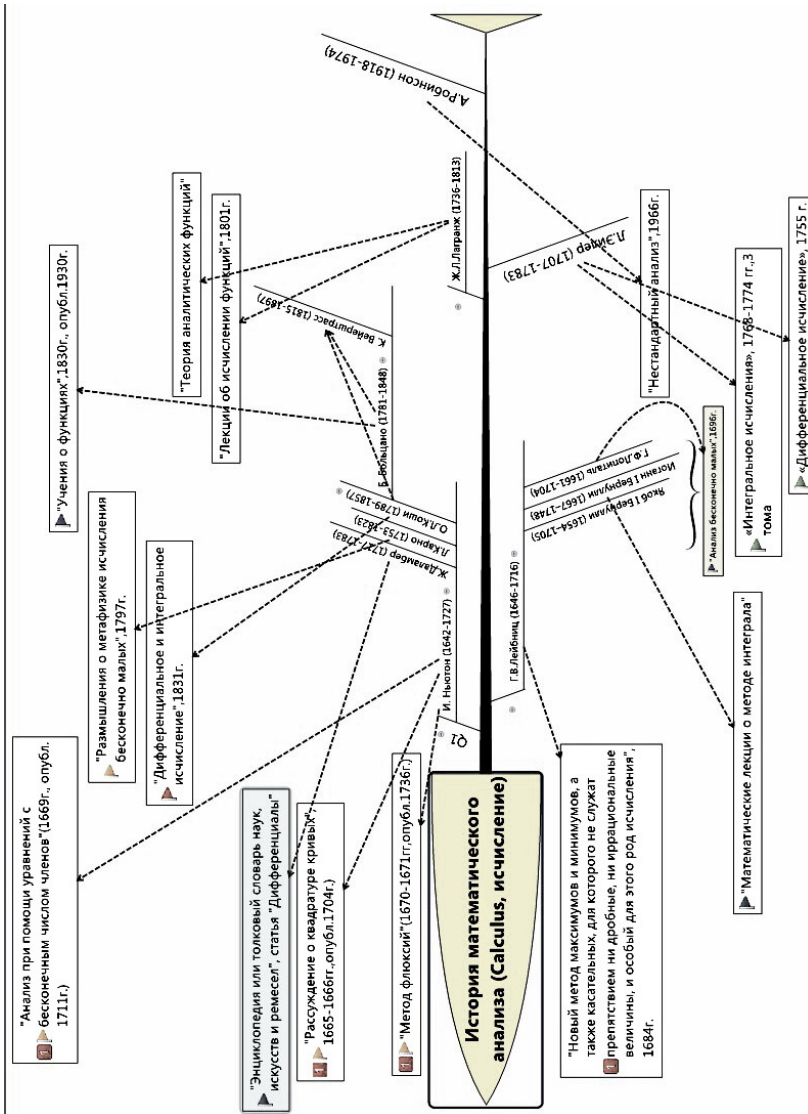 История математического
анализа (Calculus, исчисление)
"Анализ при помощи уравнений с
бесконечным числом членов"(1669г., опубл.
1711г.)
1
"Размышления о метафизике исчисления
бесконечно малых",1797г.
"Дифференциальное и интегральное
исчисление",1831г.
"Энциклопедия или толковый словарь наук,
искусств и ремесел", статья "Дифференциалы"
"Рассуждение о квадратуре кривых",
1665-1666гг.,опубл.1704г.)
1
"Метод флюксий"(1670-1671гг,опубл.1736г.)
1
"Учения о функциях",1830г., опубл.1930г.
"Теория аналитических функций"
"Лекции об исчислении функций",1801г.
К. Вейерштрасс (1815-1897)
Б. Больцано (1781-1848)
О.Л.Коши (1789-1857)
Л.Карно (1753-1823)
Ж.Даламбер (1717-1783)
И. Ньютон (1642-1727)
Q1
Ж.Л.Лагранж (1736-1813)
А.Робинсон (1918-1974)
Г.В.Лейбниц (1646-1716)
Г.Ф.Лопиталь (1661-1704)
Иоганн I Бернулли (1667-1748)
Якоб I Бернулли (1654-1705)
Л.Эйлер (1707-1783)
"Нестандартный анализ",1966г.
"Анализ бесконечно малых",1696г.
«Интегральное исчисления», 1768-1774 гг.,3
тома
«Дифференциальное исчисление», 1755 г.
"Математические лекции о методе интеграла"
"Новый метод максимумов и минимумов, а
также касательных, для которого не служат
1 препятствием ни дробные, ни иррациональные
величины, и особый для этого род исчисления",
1684г.